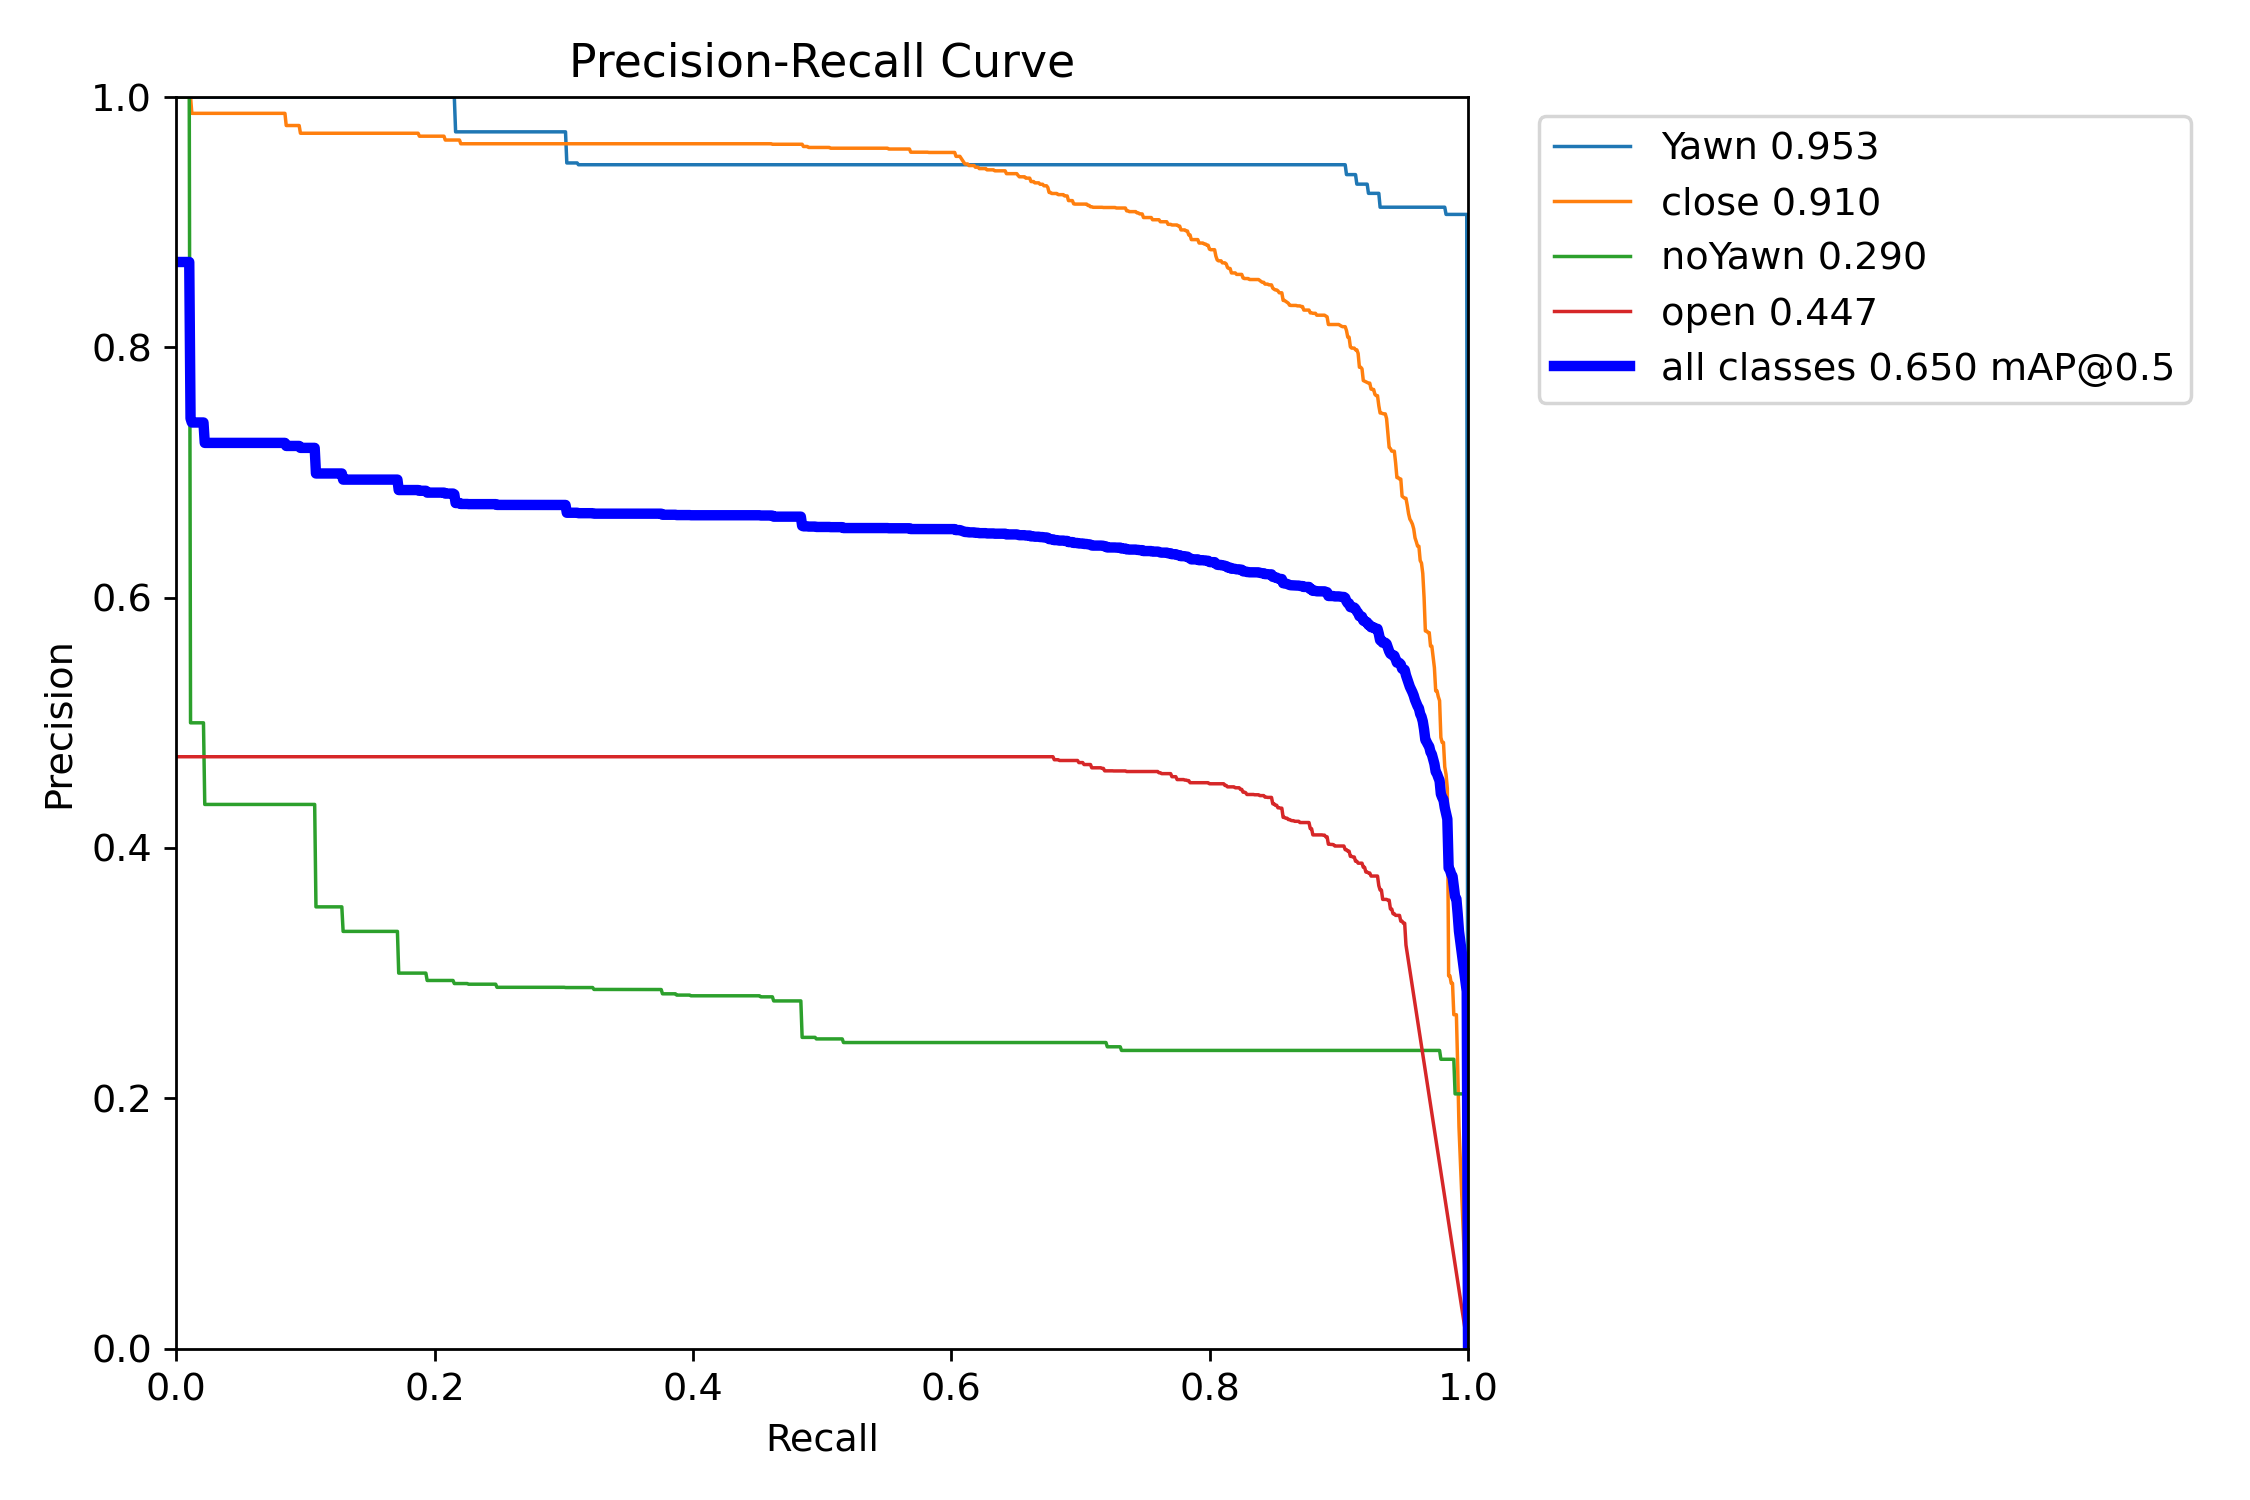 Precision-Recall Curve
1.0
0.8
0.6
0.4
0.2
0.0
Precision
0.0 0.2 0.4 0.6 0.8 1.0
Recall
Yawn 0.953
close 0.910
noYawn 0.290
open 0.447
all classes 0.650 mAP@0.5